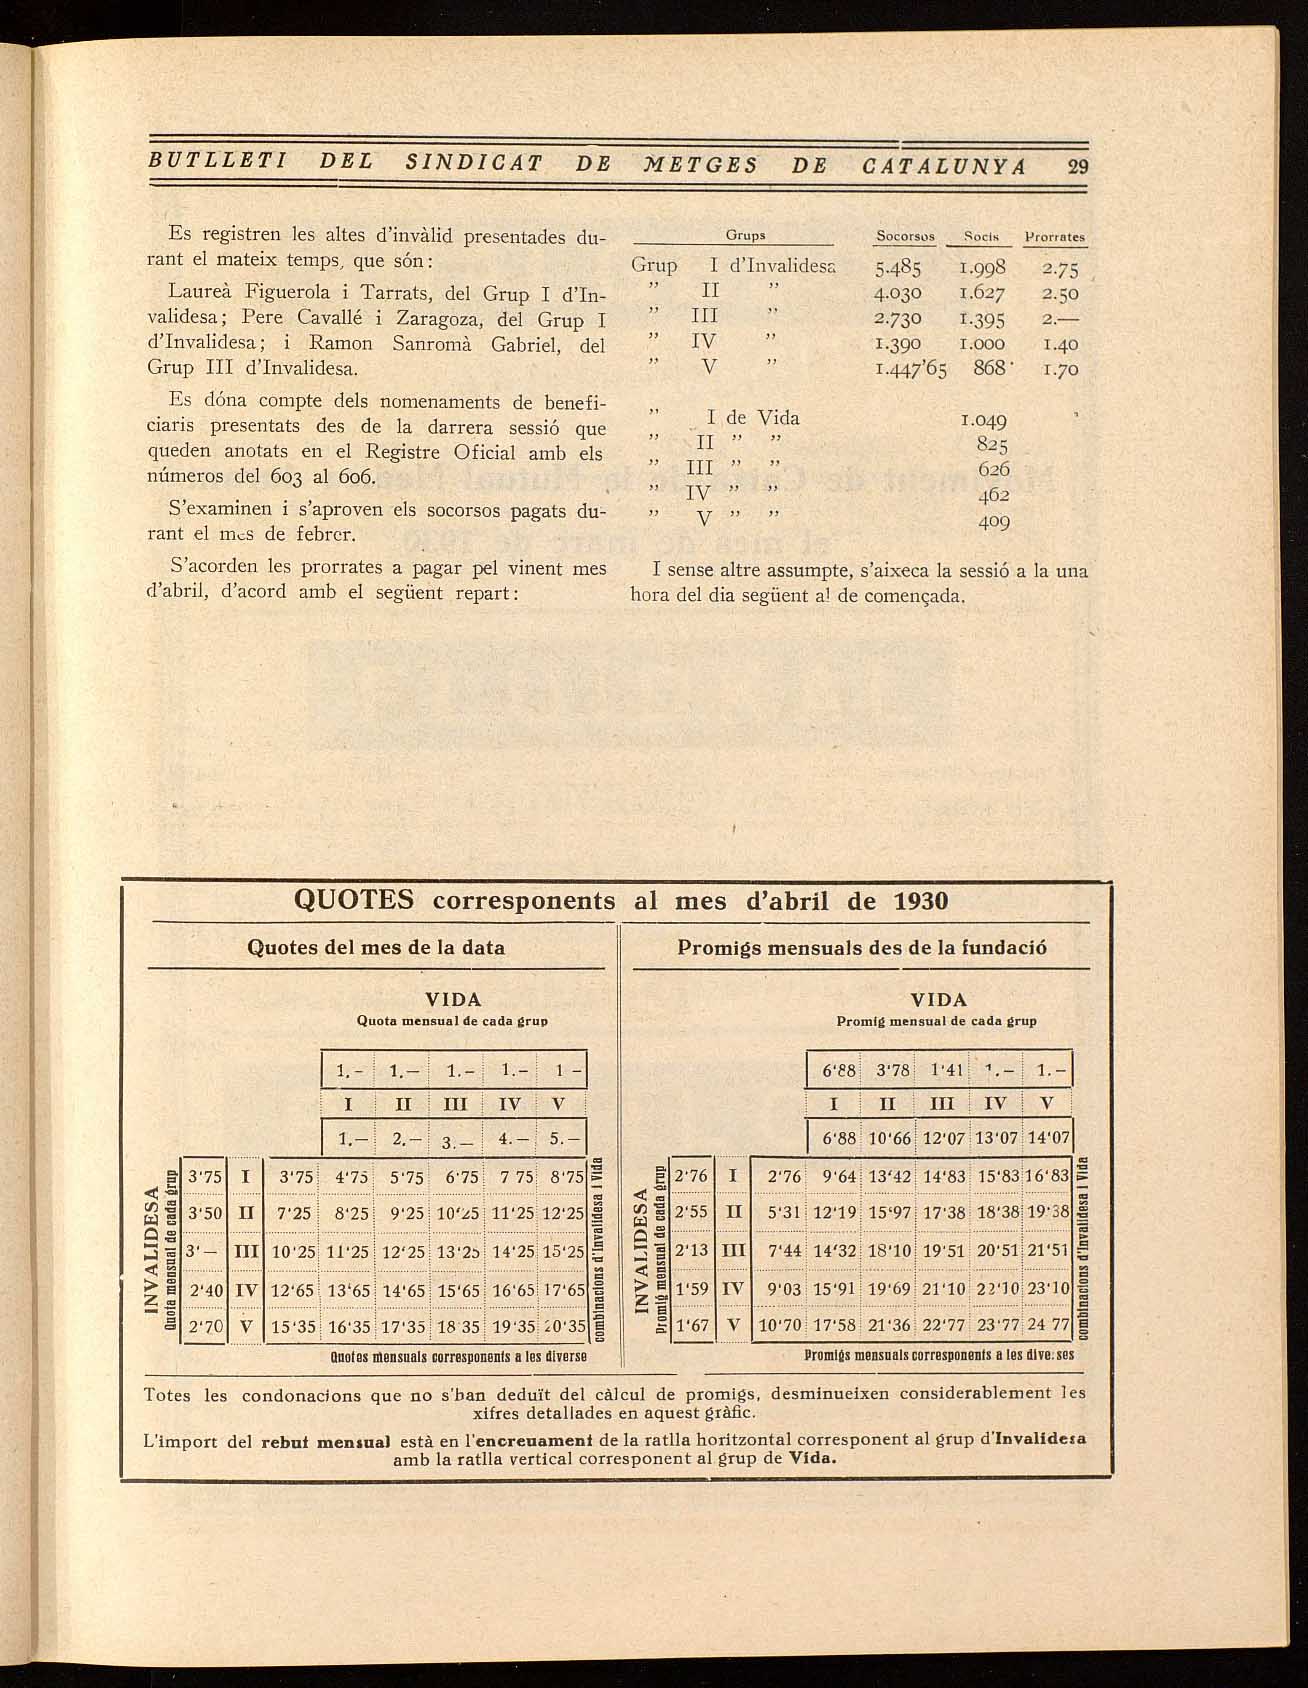 BUTLLETI DEL SINDICAT DE METGES DE CATALUNYA 29
Es registren les altes d'invàlid presentades du-
rant el mateix temps, que són:
Laureà Figuerola i Tarrats, del Grup I d'In-
validesa; Pere Cavallé i Zaragoza, del Grup I
d'Invalidesa; i Ramon Sanromà Gabriel, del
Grup III d'Invalidesa.
Es dóna compte dels nomenaments de benefi-
ciaris presentats des de la darrera sessió que
queden anotats en el Registre Oficial amb els
números del 603 al 606.
S'examinen i s'aproven els socorsos pagats du-
rant el mes de febrer.
S'acorden les prorrates a pagar pel vinent mes
d'abril, d'acord amb el següent repart:
Grups Socorsos Socis Prorrates
Grup I d'Invalidesa 5.485 1.998 2.75
" II " 4.030 1.627 2.50
" III " 2.730 1.395 2.—
" IV " 1.390 1.000 1.40
" V " 1.447'65 868 1.70
" I de Vida 1.049
" II " " 825
" III " " 626
" IV " " 462
" V " " 409
I sense altre assumpte, s'aixeca la sessió a la una
hora del dia següent al de començada.
QUOTES corresponents al mes d'abril de 1930
Quotes del mes de la data
VIDA
Quota mensual de cada grup
1.- 1.— 1.- 1.- 1 -
I II III IV V
1.— 2.— 3.— 4.— 5.—
INVALIDESA
Quota mensual de cada grup
3'75 I 3'75 4'75 5'75 6'75 7 75 8'75
3'50 II 7'25 8'25 9'25 10'25 11'25 12'25
3'— III 10'25 11'25 12'25 13'25 14'25 15'25
2'40 IV 12'65 13'65 14'65 15'65 16'65 17'65
2'70 V 15'35 16'35 17'35 18 35 19'35 20'35
combinacions d'Invalidesa i Vida
Quotes mensuals corresponents a les diverse
Promigs mensuals des de la fundació
VIDA
Promig mensual de cada grup
6'88 3'78 1'41 1.— 1.—
I II III IV V
6'88 10'66 12'07 13'07 14'07
INVALIDESA
Promig mensual de cada grup
2'76 I 2'76 9'64 13'42 14'83 15'83 16'83
2'55 II 5'31 12'19 15'97 17'38 18'38 19'38
2'13 III 7'44 14'32 18'10 19'51 20'51 21'51
1'59 IV 9'03 15'91 19'69 21'10 22'10 23'10
1'67 V 10'70 17'58 21'36 22'77 23'77 24 77
combinacions d'Invalidesa i Vida
Promigs mensuals corresponents a les diverses
Totes les condonacions que no s'han deduït del càlcul de promigs, desminueixen considerablement les
xifres detallades en aquest gràfic.
L'import del rebut mensual està en l'encreuament de la ratlla horitzontal corresponent al grup d'Invalidesa
amb la ratlla vertical corresponent al grup de Vida.